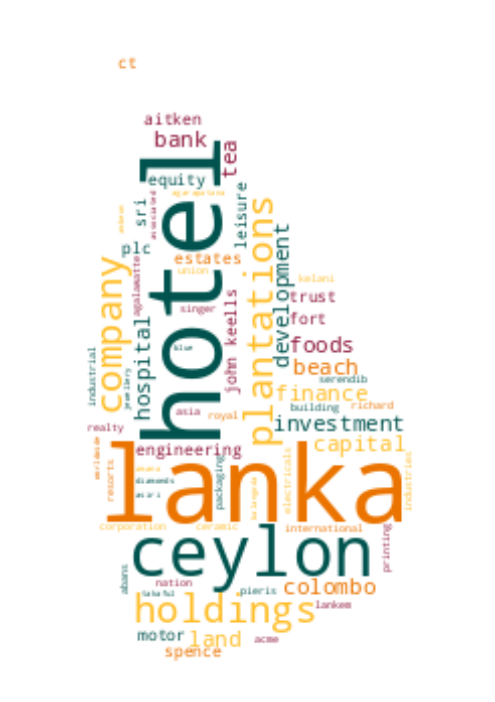 ct
aitken
bank
tea
hotel
equity
sri
leisure
associated
plc
estates
union
plantations
development
company
agalawatte
kelani
trust
singer
john keells
fort
hospital
industrial
blue
foods
beach
serendib
jewellery
finance
asia
royal
building
richard
investment
realty
engineering
capital
resorts
packaging
diamonds
asiri
electricals
industries
lanka
corporation
ceramic
international
printing
ceylon
abans
nation
takaful
pieris
colombo
holdings
lankem
motor
land
acme
spence